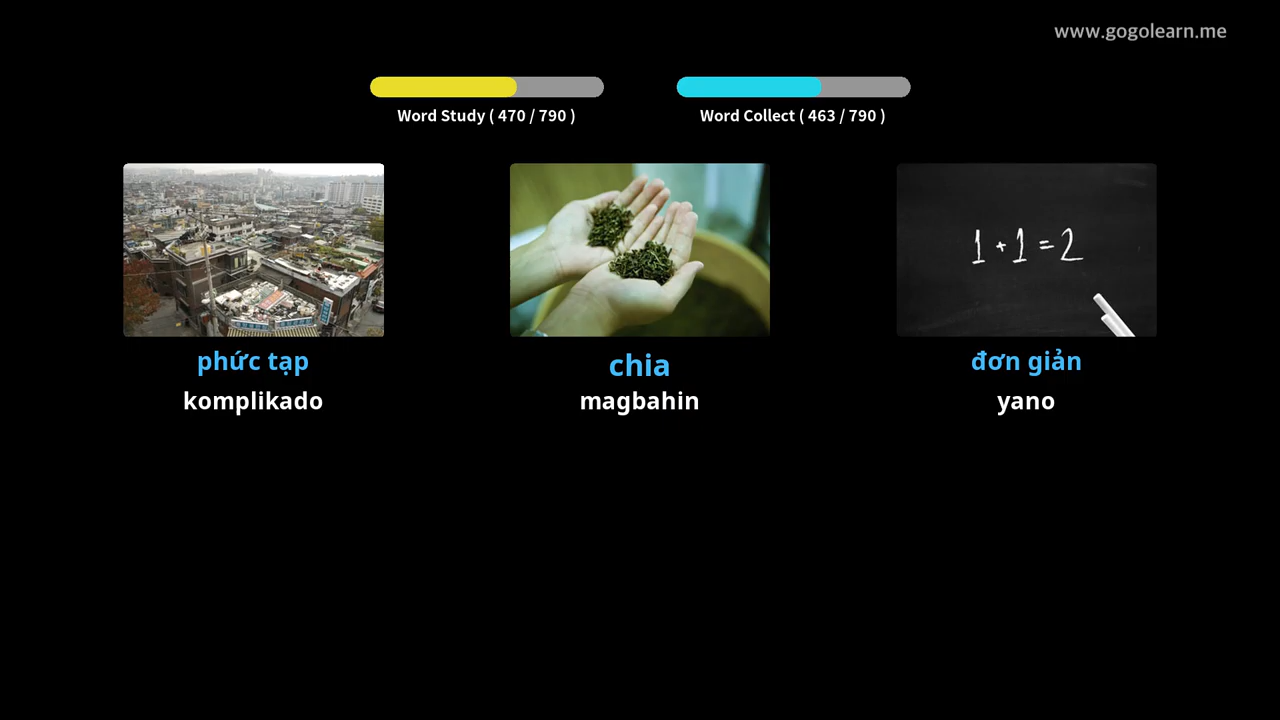 www.gogolearn.me
Word Study ( 470 / 790 )
Word Collect ( 463 / 790 )
1 + 1 = 2
phức tạp
chia
đơn giản
komplikado
magbahin
yano